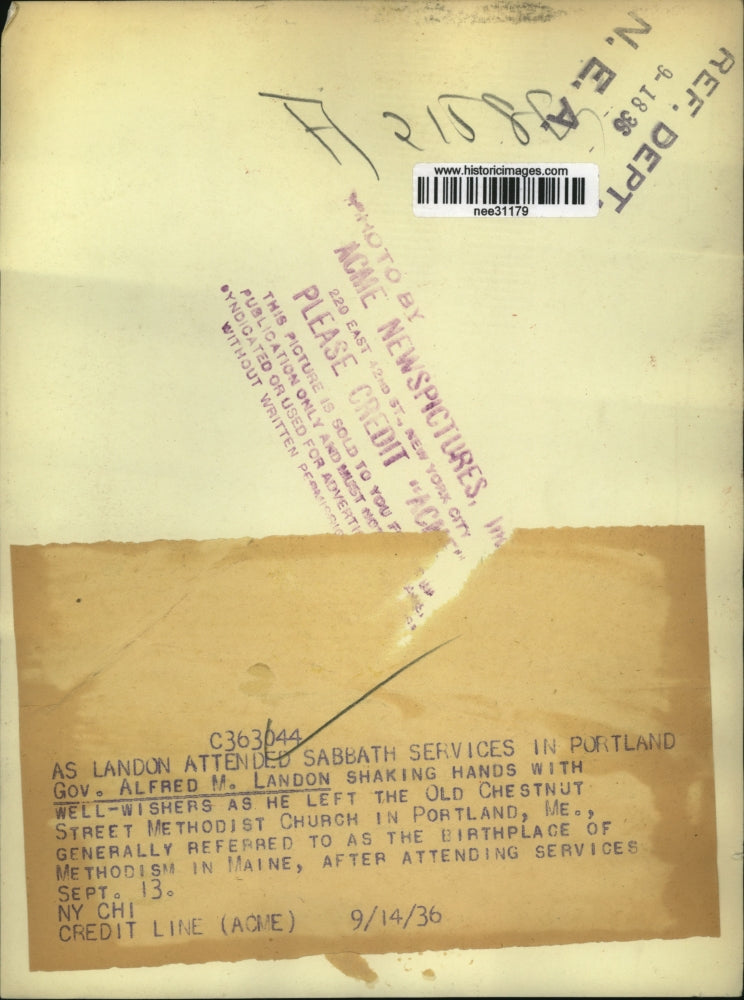 REF. DEPT.
9-18 36
N. E. A.
www.historicimages.com
nee31179
PHOTO BY
ACME NEWSPICTURES, INC
220 EAST 42ND ST., NEW YORK CITY
PLEASE CREDIT "ACME"
THIS PICTURE IS SOLD TO YOU F
PUBLICATION ONLY AND MUST NOT
SYNDICATED OR USED FOR ADVERTI
WITHOUT WRITTEN PERMISSION
C363044
AS LANDON ATTENDED SABBATH SERVICES IN PORTLAND
GOV. ALFRED M. LANDON SHAKING HANDS WITH
WELL-WISHERS AS HE LEFT THE OLD CHESTNUT
STREET METHODIST CHURCH IN PORTLAND, ME.,
GENERALLY REFERRED TO AS THE BIRTHPLACE OF
METHODISM IN MAINE, AFTER ATTENDING SERVICES
SEPT. 13.
NY CHI
CREDIT LINE (ACME) 9/14/36